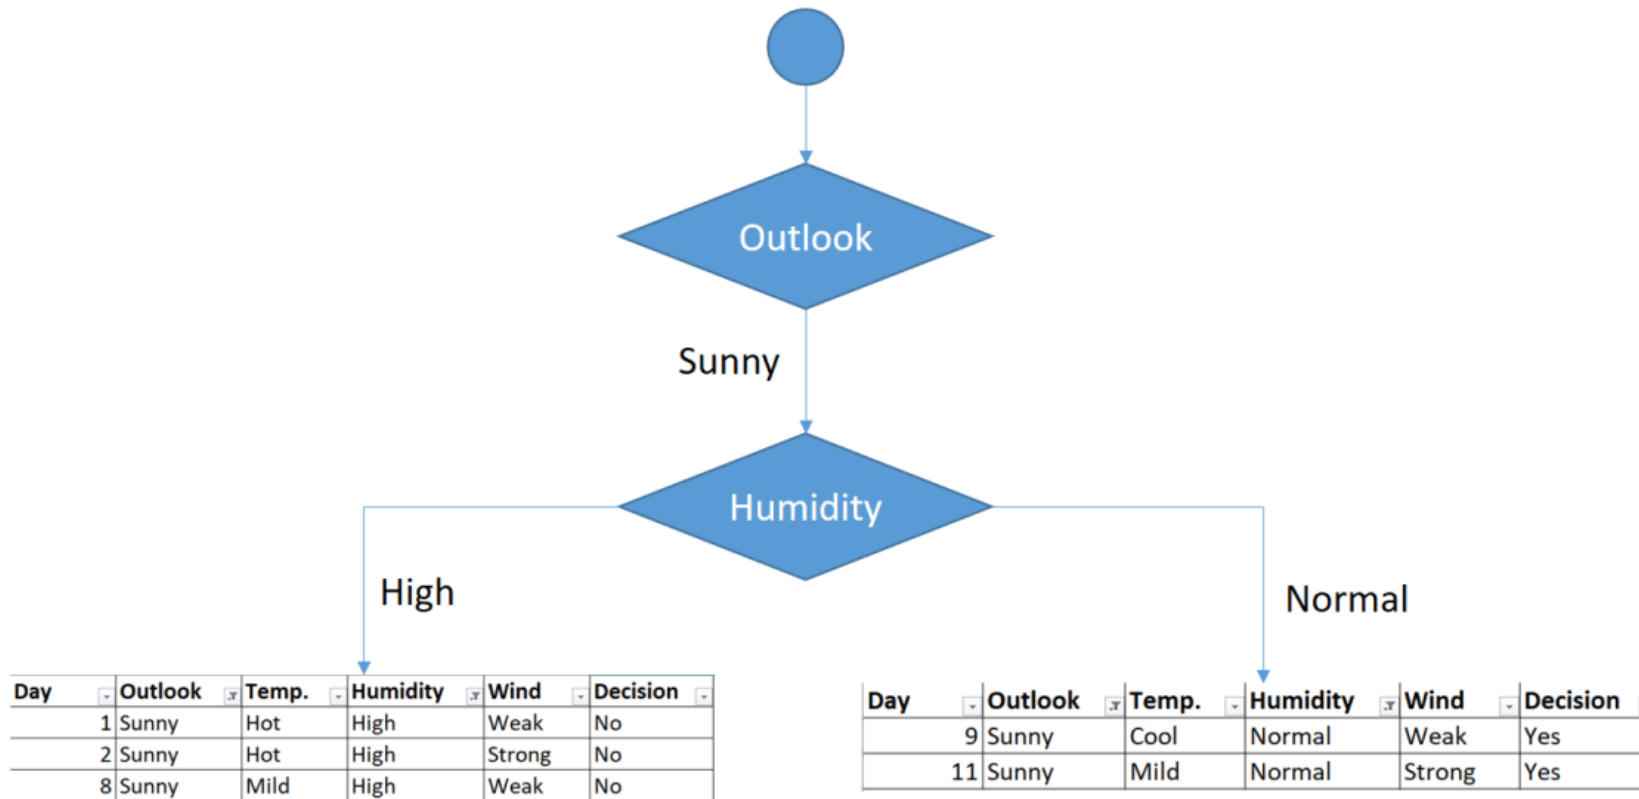 Outlook
Sunny
Humidity
High
Normal
Day Outlook Temp. Humidity Wind Decision
1 Sunny Hot High Weak No
2 Sunny Hot High Strong No
8 Sunny Mild High Weak No
Day Outlook Temp. Humidity Wind Decision
9 Sunny Cool Normal Weak Yes
11 Sunny Mild Normal Strong Yes